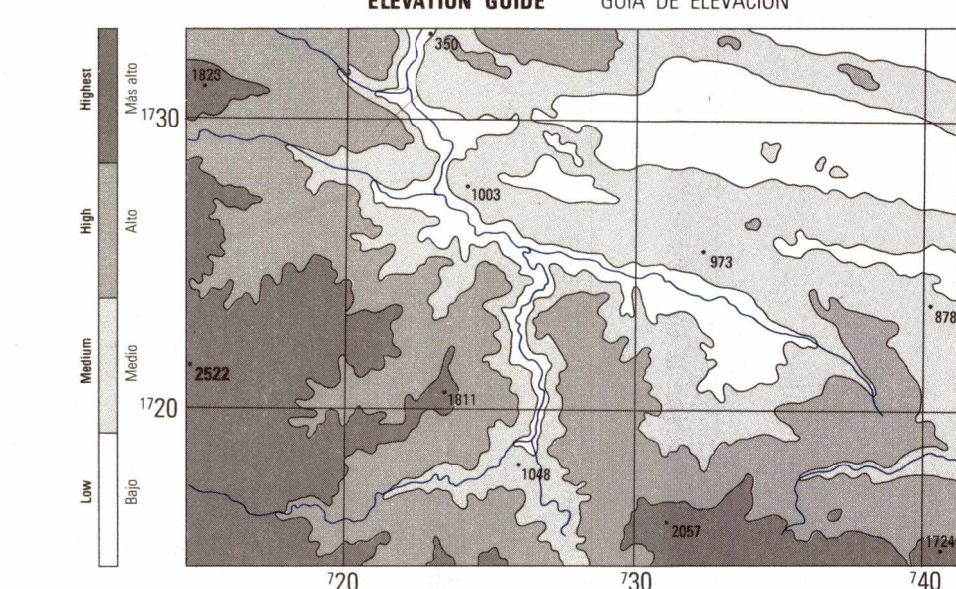 ELEVATION GUIDE GUIA DE ELEVACION
Highest
Más alto
High
Alto
Medium
Medio
Low
Bajo
350
1823
1730
1003
973
878
2522
1811
1720
1048
2057
1724
720
730
740